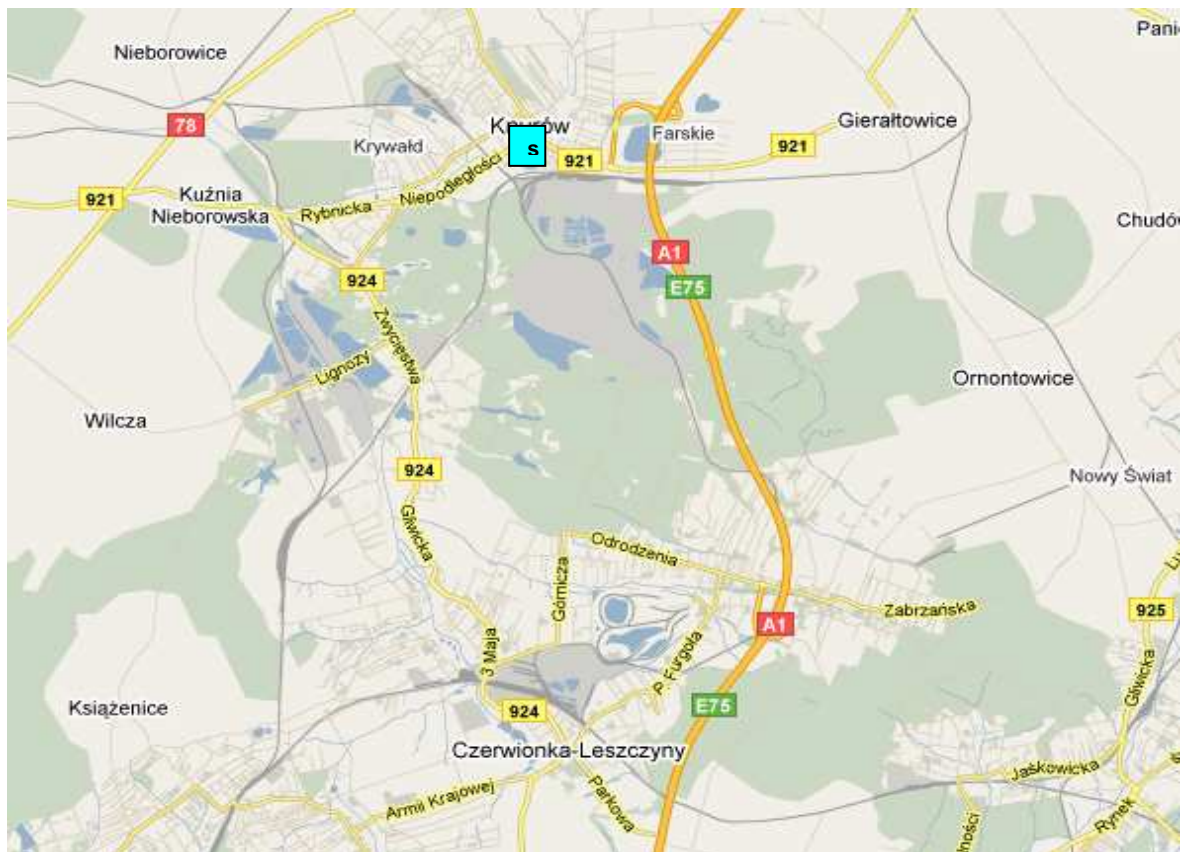 Nieborowice
Pani
78
Knurów
s
Farskie
Gierałtowice
Krywałd
921
921
Niepodległości
921
Kuźnia
Nieborowska
Rybnicka
Chudów
A1
924
E75
Zwycięstwa
Lignozy
Ornontowice
Wilcza
924
Nowy Świat
Gliwicka
Odrodzenia
Górnicza
Zabrzańska
925
A1
3 Maja
P. Furgoła
Gliwicka
Książenice
924
E75
Czerwionka-Leszczyny
Jaśkowicka
Armii Krajowej
Parkowa
Rynek